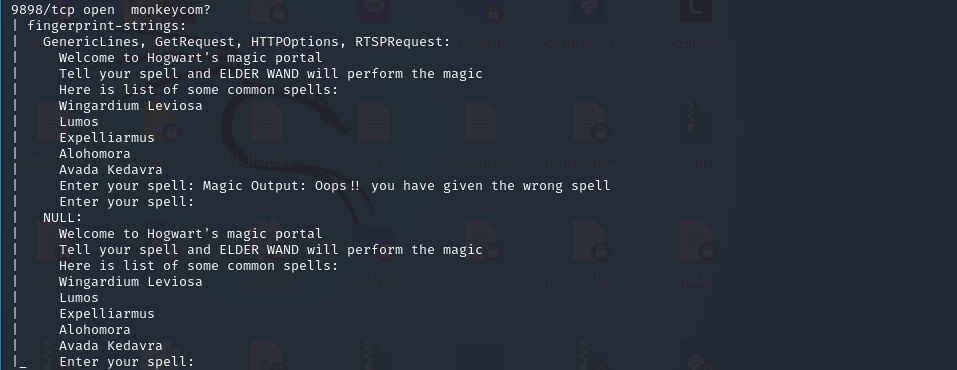 9898/tcp open  monkeycom?
| fingerprint-strings:
|   GenericLines, GetRequest, HTTPOptions, RTSPRequest:
|     Welcome to Hogwart's magic portal
|     Tell your spell and ELDER WAND will perform the magic
|     Here is list of some common spells:
|     Wingardium Leviosa
|     Lumos
|     Expelliarmus
|     Alohomora
|     Avada Kedavra
|     Enter your spell: Magic Output: Oops!! you have given the wrong spell
|     Enter your spell:
|   NULL:
|     Welcome to Hogwart's magic portal
|     Tell your spell and ELDER WAND will perform the magic
|     Here is list of some common spells:
|     Wingardium Leviosa
|     Lumos
|     Expelliarmus
|     Alohomora
|     Avada Kedavra
|_    Enter your spell: